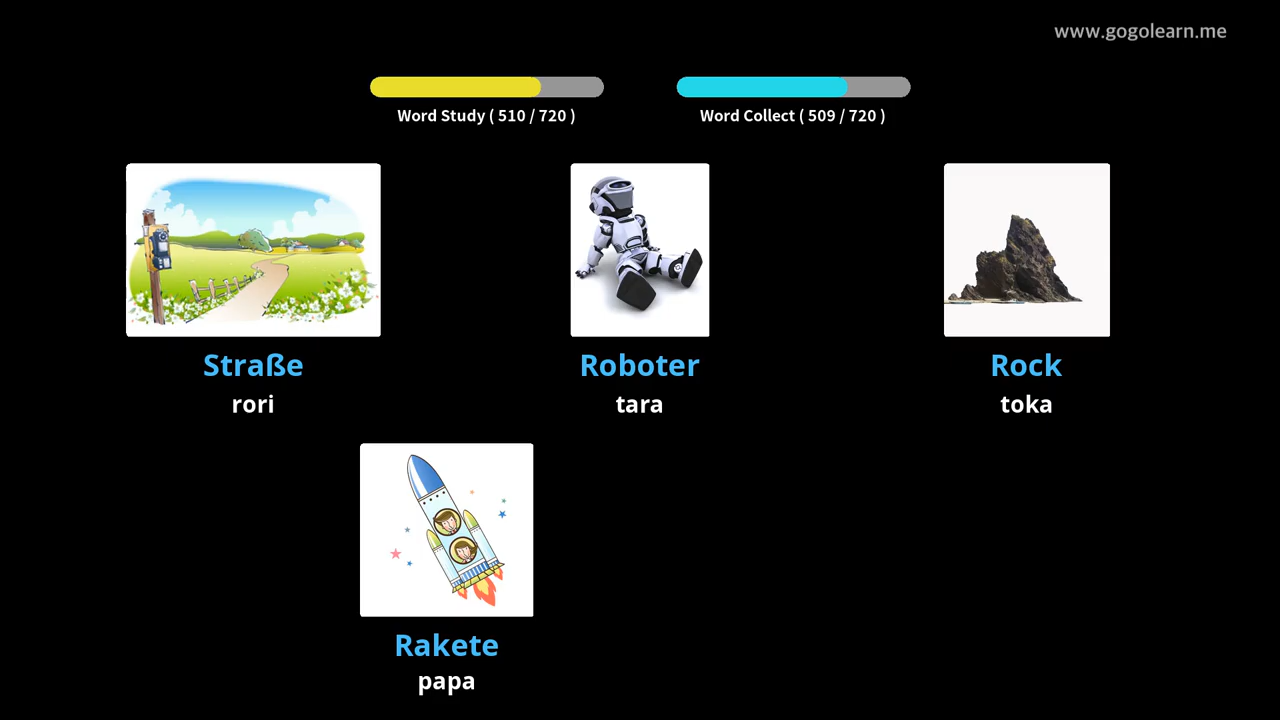 www.gogolearn.me
Word Study ( 510 / 720 )
Word Collect ( 509 / 720 )
Straße
rori
Roboter
tara
Rock
toka
Rakete
papa